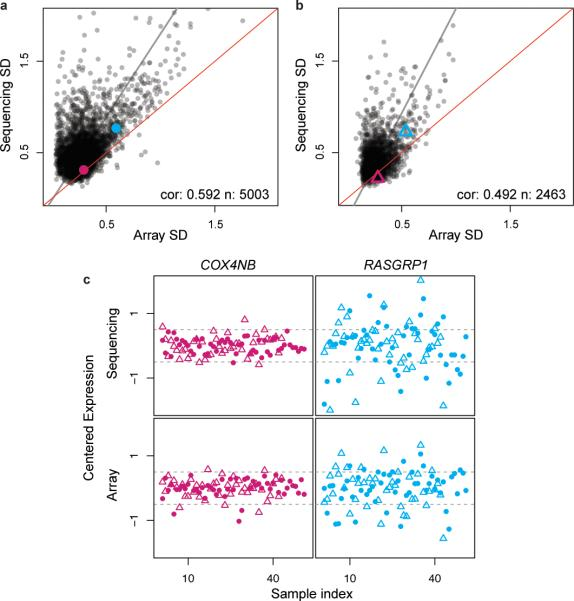 a
b
Sequencing SD
1.5
0.5
cor: 0.592 n: 5003
0.5
1.5
Array SD
Sequencing SD
1.5
0.5
cor: 0.492 n: 2463
0.5
1.5
Array SD
c
COX4NB
RASGRP1
Centered Expression
Sequencing
1
−1
Array
1
−1
10
40
10
40
Sample index